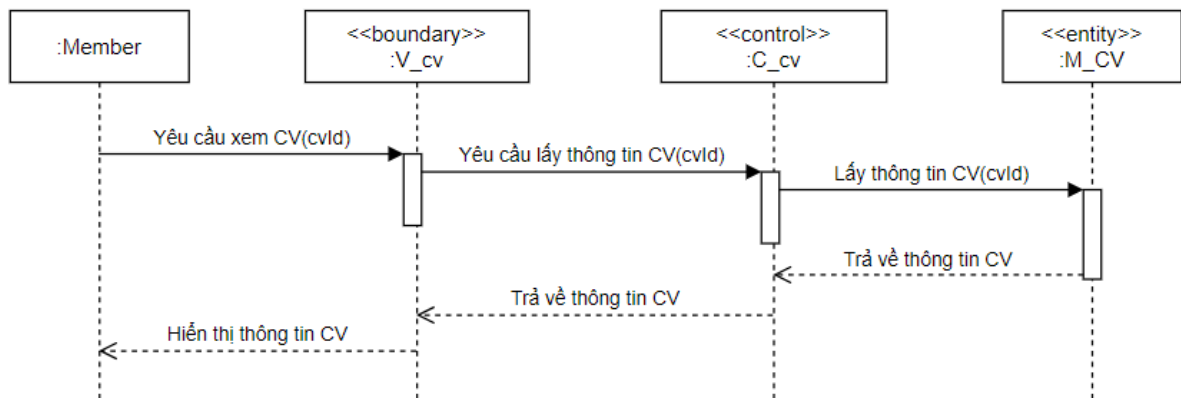 :Member
<<boundary>>
:V_cv
<<control>>
:C_cv
<<entity>>
:M_CV
Yêu cầu xem CV(cvId)
Yêu cầu lấy thông tin CV(cvId)
Lấy thông tin CV(cvId)
Trả về thông tin CV
Trả về thông tin CV
Hiển thị thông tin CV